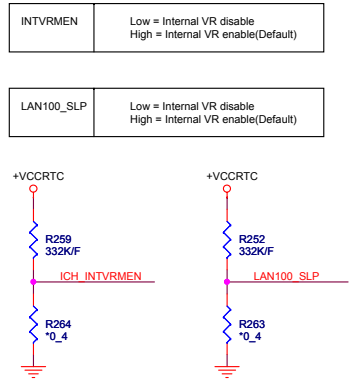 INTVRMEN
Low = Internal VR disable
High = Internal VR enable(Default)
LAN100_SLP
Low = Internal VR disable
High = Internal VR enable(Default)
+VCCRTC
+VCCRTC
R259
332K/F
R252
332K/F
ICH_INTVRMEN
LAN100_SLP
R264
*0_4
R263
*0_4